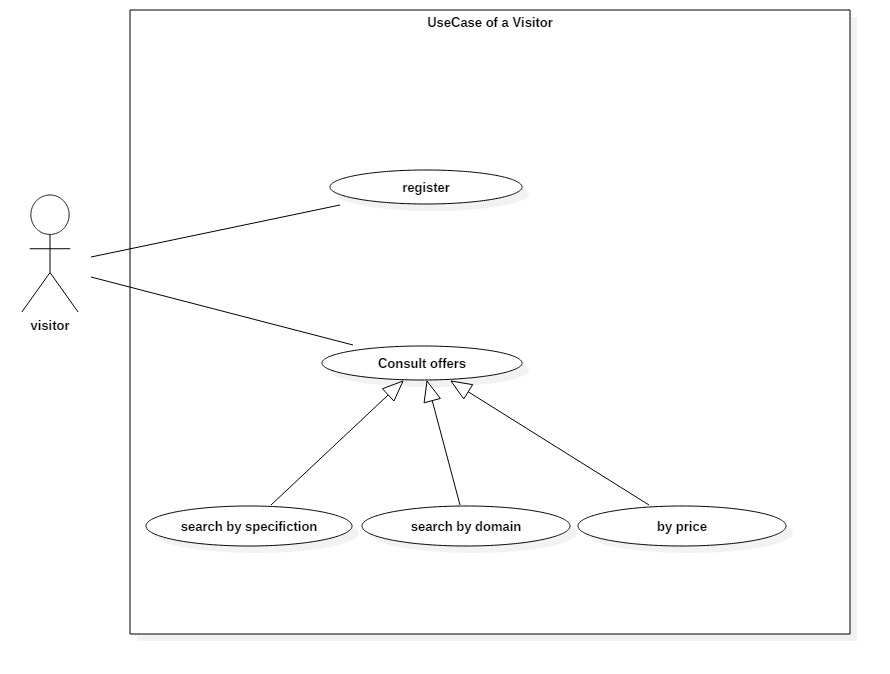 UseCase of a Visitor
register
visitor
Consult offers
search by specifiction
search by domain
by price